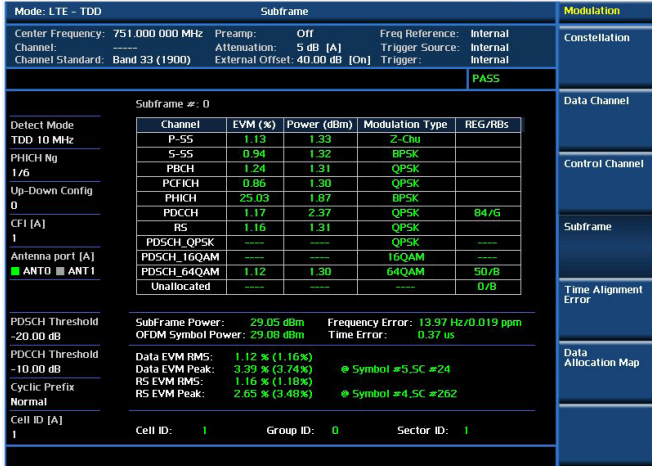 Mode: LTE - TDD Subframe Modulation
Center Frequency: 751.000 000 MHz Preamp: Off Freq Reference: Internal
Channel: ----- Attenuation: 5 dB [A] Trigger Source: Internal
Channel Standard: Band 33 (1900) External Offset: 40.00 dB [On] Trigger: Internal
PASS
Constellation
Data Channel
Control Channel
Subframe
Time Alignment
Error
Data
Allocation Map
Detect Mode
TDD 10 MHz
PHICH Ng
1/6
Up-Down Config
0
CFI [A]
1
Antenna port [A]
ANT0 ANT1
PDSCH Threshold
-20.00 dB
PDCCH Threshold
-10.00 dB
Cyclic Prefix
Normal
Cell ID [A]
1
Subframe #: 0
Channel EVM (%) Power (dBm) Modulation Type REG/RBs
P-SS 1.13 1.33 Z-Chu
S-SS 0.94 1.32 BPSK
PBCH 1.24 1.31 QPSK
PCFICH 0.86 1.30 QPSK
PHICH 25.03 1.87 BPSK
PDCCH 1.17 2.37 QPSK 84/G
RS 1.16 1.31 QPSK
PDSCH_QPSK ---- ---- QPSK ----
PDSCH_16QAM ---- ---- 16QAM ----
PDSCH_64QAM 1.12 1.30 64QAM 50/B
Unallocated ---- ---- ---- 0/B
SubFrame Power: 29.05 dBm Frequency Error: 13.97 Hz/0.019 ppm
OFDM Symbol Power: 29.08 dBm Time Error: 0.37 us
Data EVM RMS: 1.12 % (1.16%)
Data EVM Peak: 3.39 % (3.74%) @ Symbol #5,SC #24
RS EVM RMS: 1.16 % (1.18%)
RS EVM Peak: 2.65 % (3.48%) @ Symbol #4,SC #262
Cell ID: 1 Group ID: 0 Sector ID: 1